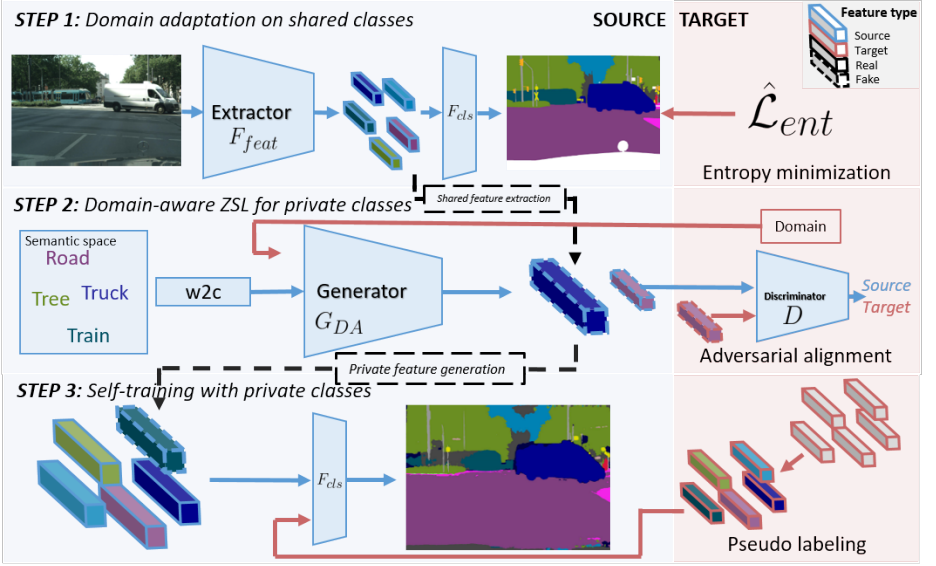 STEP 1: Domain adaptation on shared classes
SOURCE
TARGET
Feature type
Source
Target
Real
Fake
Extractor
F_feat
F_cls
\hat{\mathcal{L}}_{ent}
Entropy minimization
Shared feature extraction
STEP 2: Domain-aware ZSL for private classes
Semantic space
Road
Tree
Truck
Train
w2c
Generator
G_DA
Domain
Discriminator
D
Source
Target
Adversarial alignment
Private feature generation
STEP 3: Self-training with private classes
F_cls
Pseudo labeling